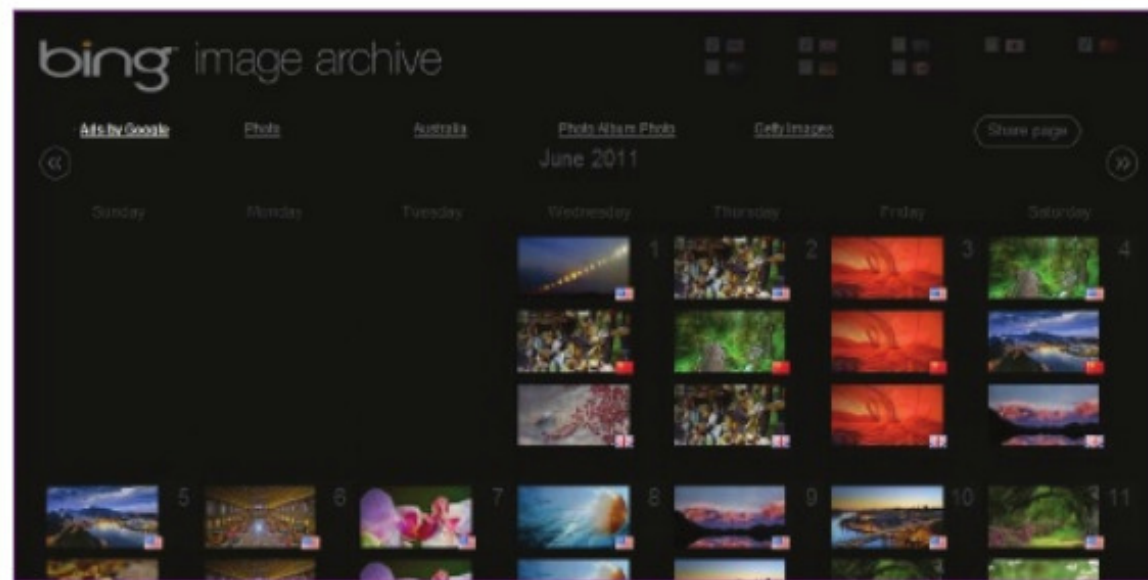 bing image archive
Ads by Google Photo Australia Photo Album Photo Getty Images Share page
« June 2011 »
Sunday Monday Tuesday Wednesday Thursday Friday Saturday
1 2 3 4
5 6 7 8 9 10 11